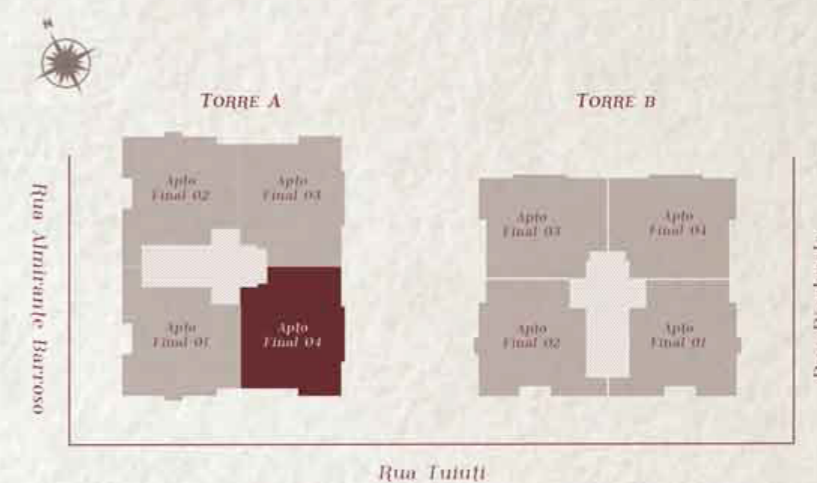 N
TORRE A
TORRE B
Apto
Final 02
Apto
Final 03
Apto
Final 03
Apto
Final 04
Apto
Final 01
Apto
Final 04
Apto
Final 02
Apto
Final 01
Rua Almirante Barroso
Rua Tuiuti